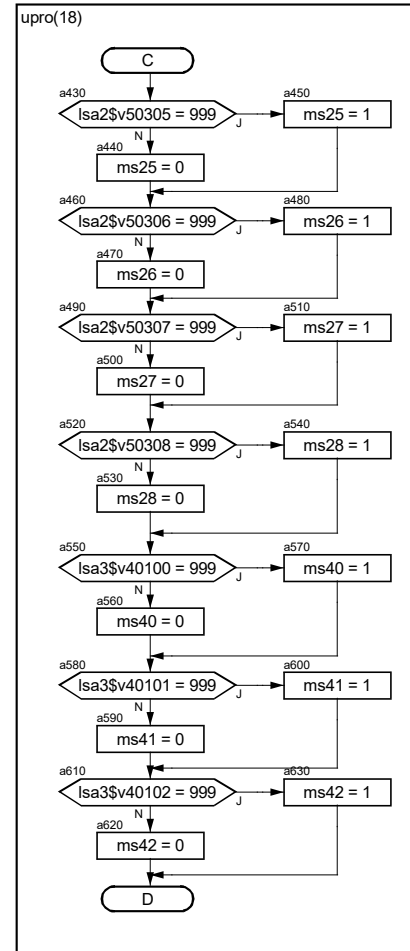 upro(18)
C
a430
lsa2$v50305 = 999
J
a450
ms25 = 1
N
a440
ms25 = 0
a460
lsa2$v50306 = 999
J
a480
ms26 = 1
N
a470
ms26 = 0
a490
lsa2$v50307 = 999
J
a510
ms27 = 1
N
a500
ms27 = 0
a520
lsa2$v50308 = 999
J
a540
ms28 = 1
N
a530
ms28 = 0
a550
lsa3$v40100 = 999
J
a570
ms40 = 1
N
a560
ms40 = 0
a580
lsa3$v40101 = 999
J
a600
ms41 = 1
N
a590
ms41 = 0
a610
lsa3$v40102 = 999
J
a630
ms42 = 1
N
a620
ms42 = 0
D